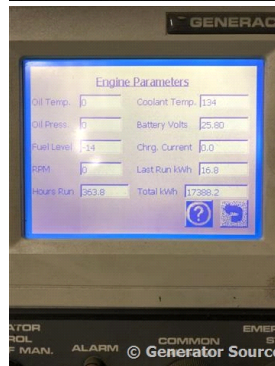 GENERAC
Engine Parameters
Oil Temp. 0 Coolant Temp. 134
Oil Press 0 Battery Volts 25.80
Fuel Level -14 Chrg. Current 0.0
RPM 0 Last Run kWh 16.8
Hours Run 363.8 Total kWh 17388.2
?
ATOR
ROL
F MAN. ALARM COMMON
EMER
S
© Generator Source